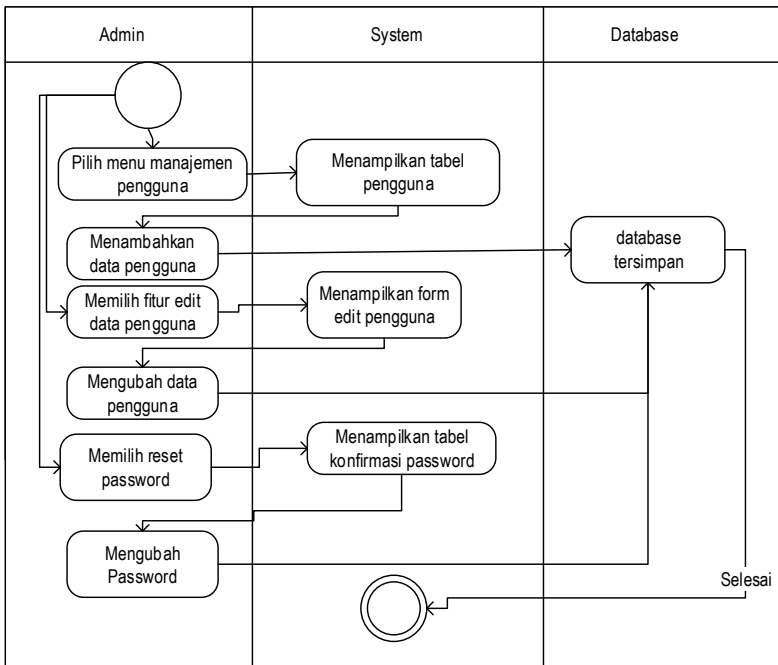 Admin
System
Database
Pilih menu manajemen
pengguna
Menampilkan tabel
pengguna
Menambahkan
data pengguna
database
tersimpan
Memilih fitur edit
data pengguna
Menampilkan form
edit pengguna
Mengubah data
pengguna
Memilih reset
password
Menampilkan tabel
konfirmasi password
Mengubah
Password
Selesai